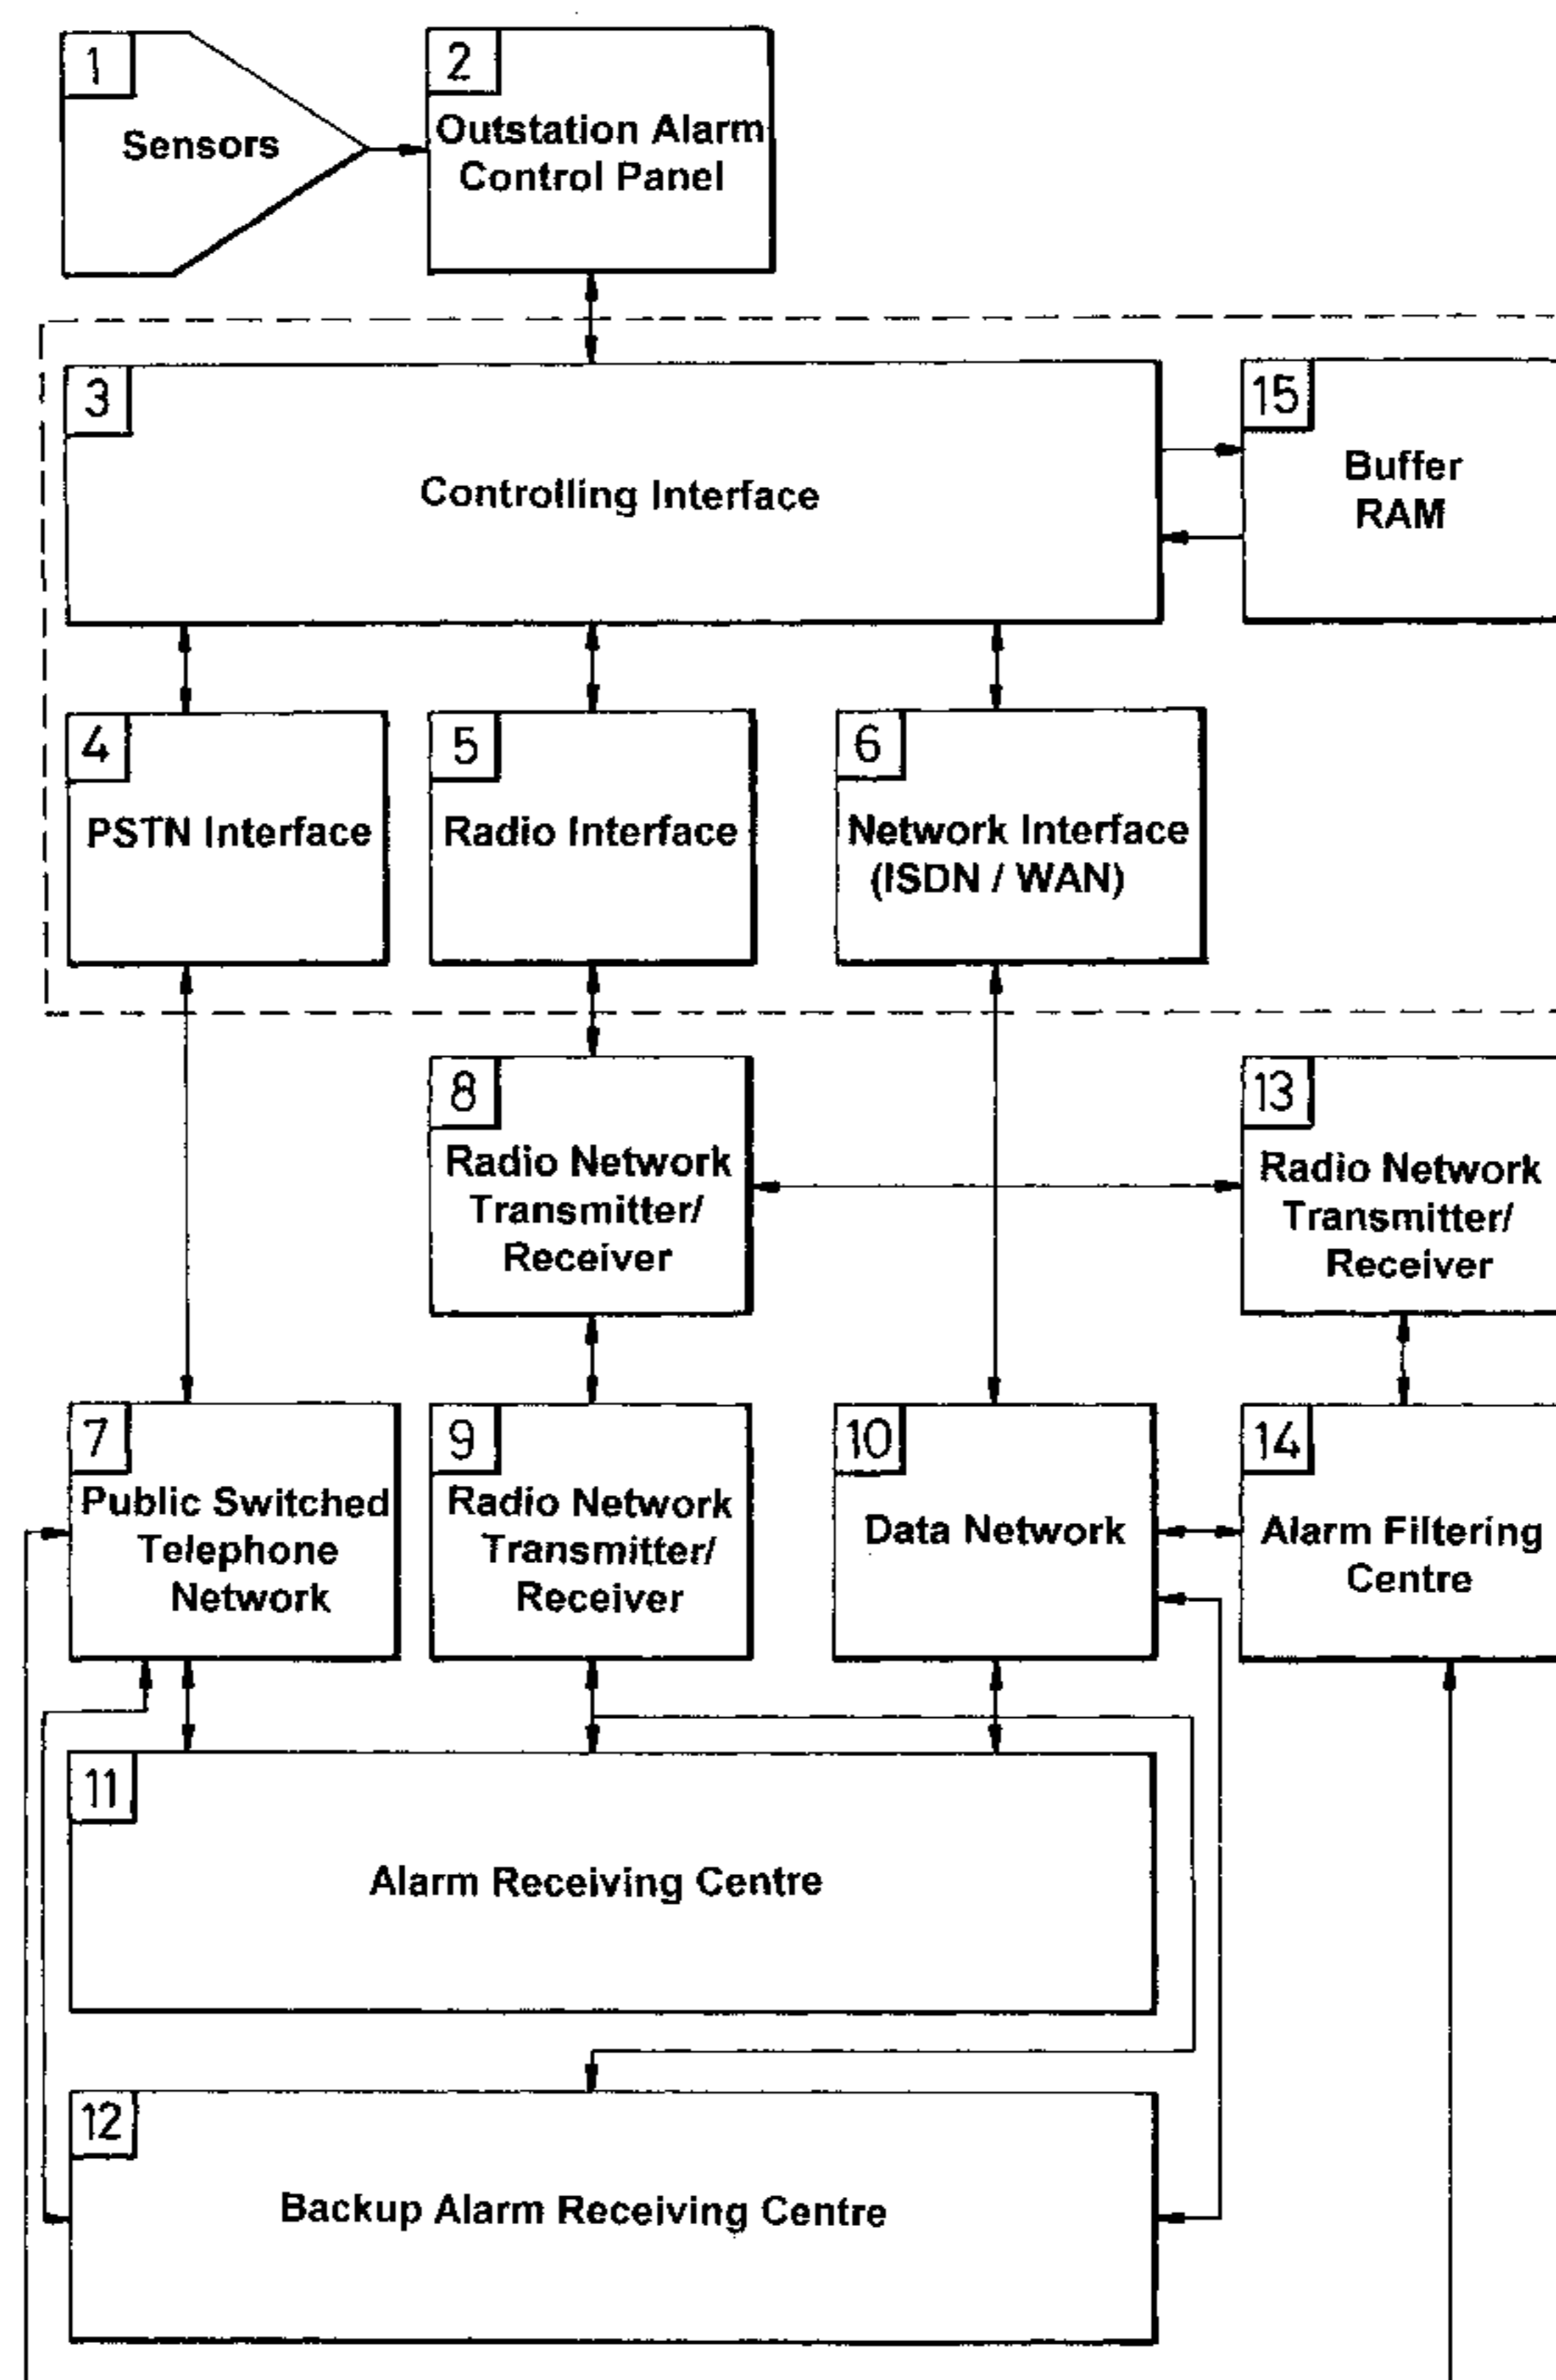 1
Sensors
2
Outstation Alarm
Control Panel
3
Controlling Interface
15
Buffer
RAM
4
PSTN Interface
5
Radio Interface
6
Network Interface
(ISDN / WAN)
8
Radio Network
Transmitter/
Receiver
13
Radio Network
Transmitter/
Receiver
7
Public Switched
Telephone
Network
9
Radio Network
Transmitter/
Receiver
10
Data Network
14
Alarm Filtering
Centre
11
Alarm Receiving Centre
12
Backup Alarm Receiving Centre